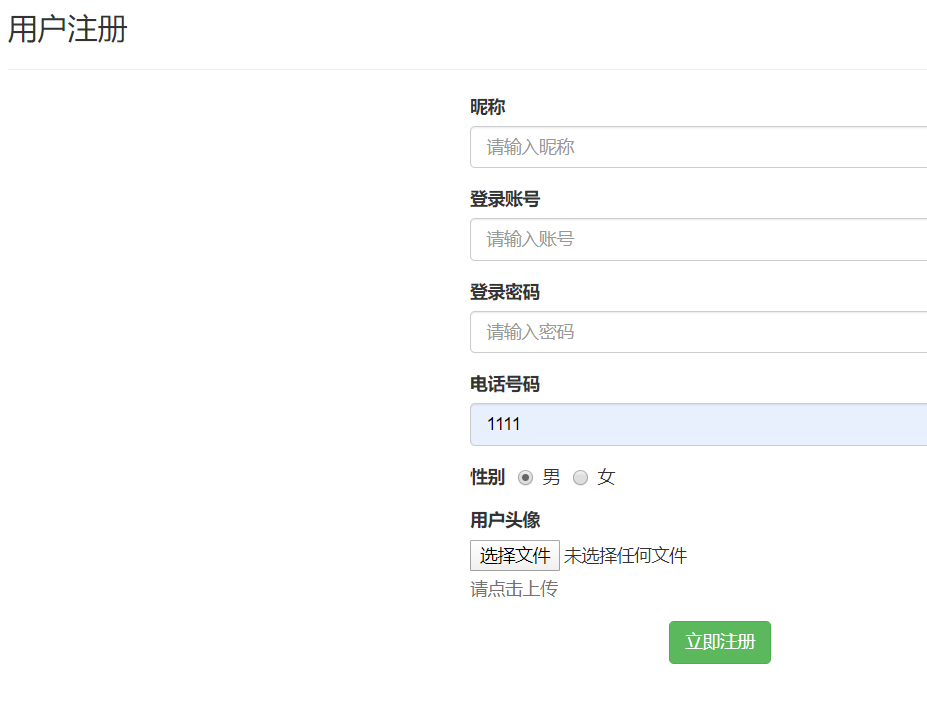 用户注册
昵称
请输入昵称
登录账号
请输入账号
登录密码
请输入密码
电话号码
1111
性别 男 女
用户头像
选择文件 未选择任何文件
请点击上传
立即注册